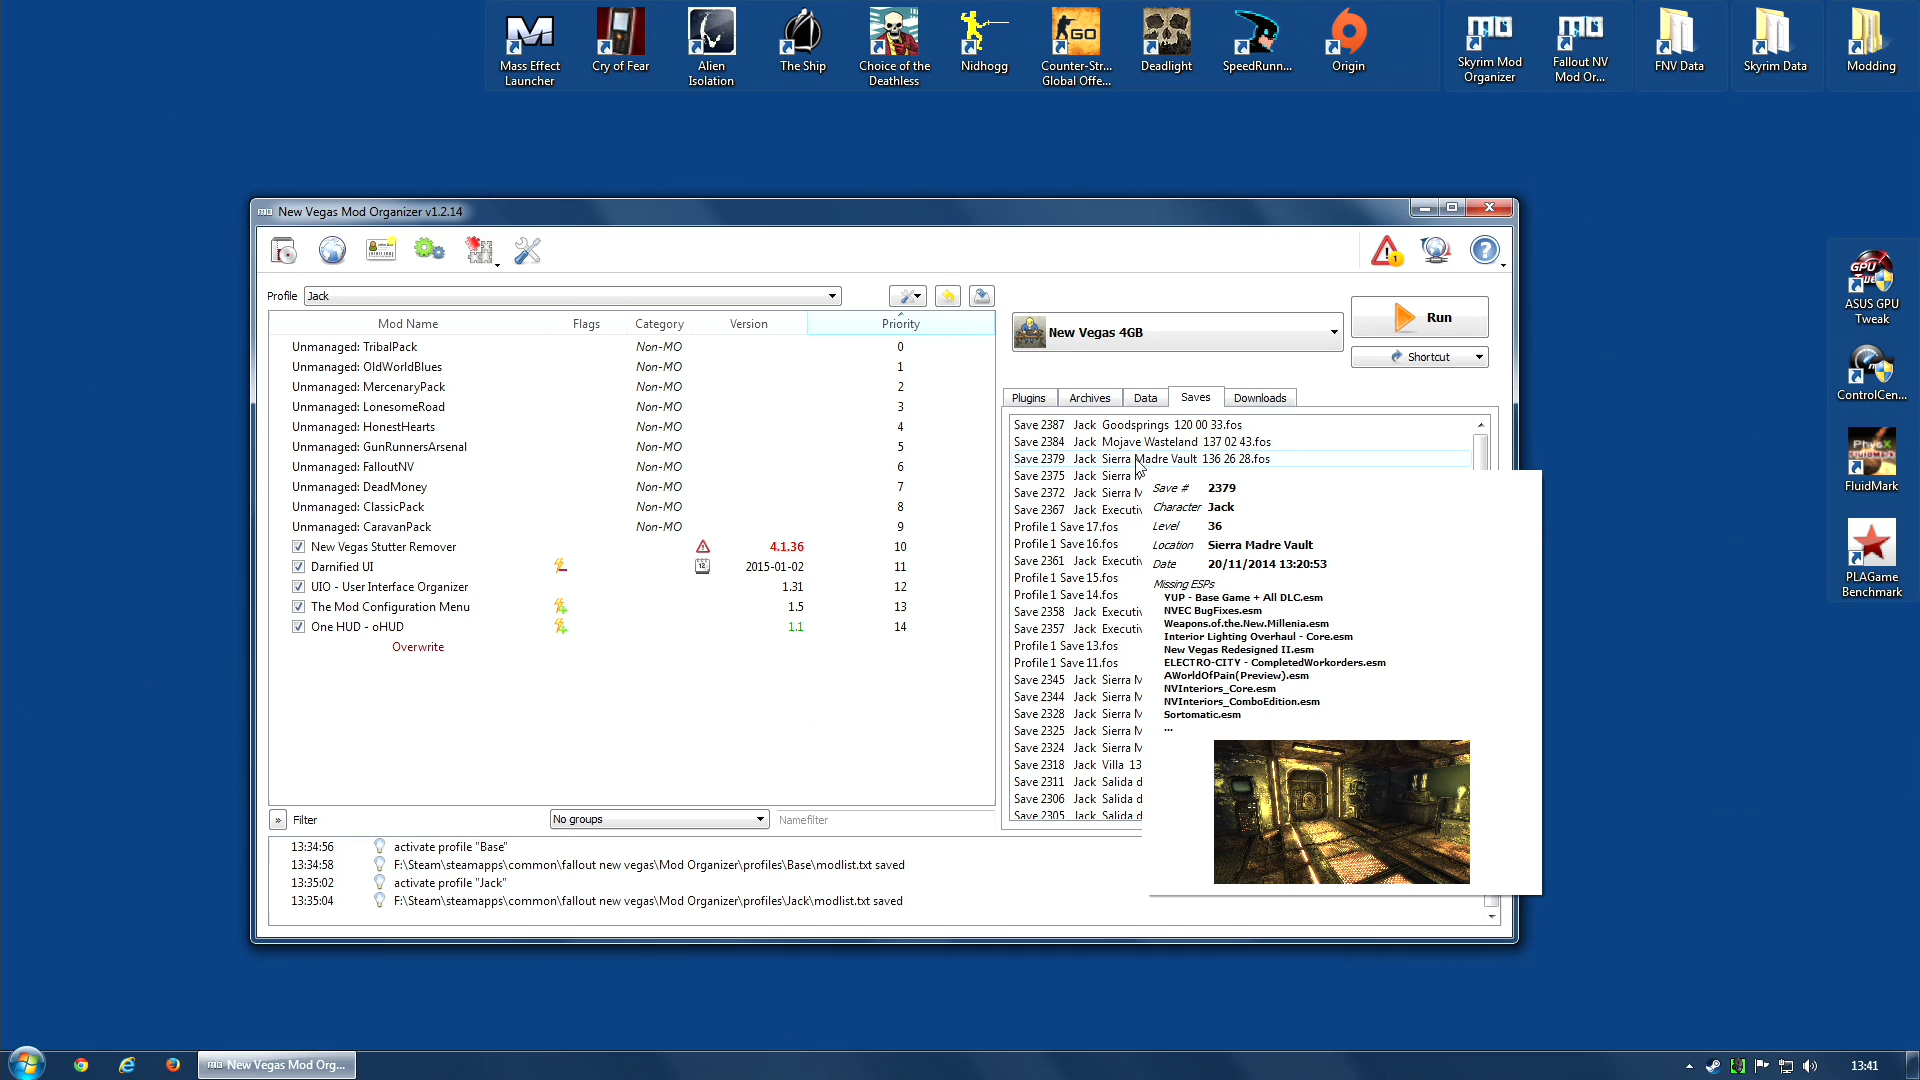 Mass Effect Launcher
Cry of Fear
Alien Isolation
The Ship
Choice of the Deathless
Nidhogg
GO
Counter-Str... Global Offe...
Deadlight
SpeedRunn...
Origin
Skyrim Mod Organizer
Fallout NV Mod Or...
FNV Data
Skyrim Data
Modding
New Vegas Mod Organizer v1.2.14
Profile Jack
Mod Name Flags Category Version Priority
Unmanaged: TribalPack Non-MO 0
Unmanaged: OldWorldBlues Non-MO 1
Unmanaged: MercenaryPack Non-MO 2
Unmanaged: LonesomeRoad Non-MO 3
Unmanaged: HonestHearts Non-MO 4
Unmanaged: GunRunnersArsenal Non-MO 5
Unmanaged: FalloutNV Non-MO 6
Unmanaged: DeadMoney Non-MO 7
Unmanaged: ClassicPack Non-MO 8
Unmanaged: CaravanPack Non-MO 9
New Vegas Stutter Remover 4.1.36 10
Darnified UI 2015-01-02 11
UIO - User Interface Organizer 1.31 12
The Mod Configuration Menu 1.5 13
One HUD - oHUD 1.1 14
Overwrite
» Filter No groups Namefilter
New Vegas 4GB
Run
Shortcut
Plugins Archives Data Saves Downloads
Save 2387 Jack Goodsprings 120 00 33.fos
Save 2384 Jack Mojave Wasteland 137 02 43.fos
Save 2379 Jack Sierra Madre Vault 136 26 28.fos
Save 2375 Jack Sierra
Save 2372 Jack Sierra M
Save 2367 Jack Executiv
Profile 1 Save 17.fos
Profile 1 Save 16.fos
Save 2361 Jack Executiv
Profile 1 Save 15.fos
Profile 1 Save 14.fos
Save 2358 Jack Executiv
Save 2357 Jack Executiv
Profile 1 Save 13.fos
Profile 1 Save 11.fos
Save 2345 Jack Sierra M
Save 2344 Jack Sierra M
Save 2328 Jack Sierra M
Save 2325 Jack Sierra M
Save 2324 Jack Sierra M
Save 2318 Jack Villa 13
Save 2311 Jack Salida d
Save 2306 Jack Salida d
Save 2305 Jack Salida d
Save # 2379
Character Jack
Level 36
Location Sierra Madre Vault
Date 20/11/2014 13:20:53
Missing ESPs
YUP - Base Game + All DLC.esm
NVEC BugFixes.esm
Weapons.of.the.New.Millenia.esm
Interior Lighting Overhaul - Core.esm
New Vegas Redesigned II.esm
ELECTRO-CITY - CompletedWorkorders.esm
AWorldOfPain(Preview).esm
NVInteriors_Core.esm
NVInteriors_ComboEdition.esm
Sortomatic.esm
...
13:34:56 activate profile "Base"
13:34:58 F:\Steam\steamapps\common\fallout new vegas\Mod Organizer\profiles\Base\modlist.txt saved
13:35:02 activate profile "Jack"
13:35:04 F:\Steam\steamapps\common\fallout new vegas\Mod Organizer\profiles\Jack\modlist.txt saved
ASUS GPU Tweak
ControlCen...
FluidMark
PLAGame Benchmark
New Vegas Mod Org...
13:41